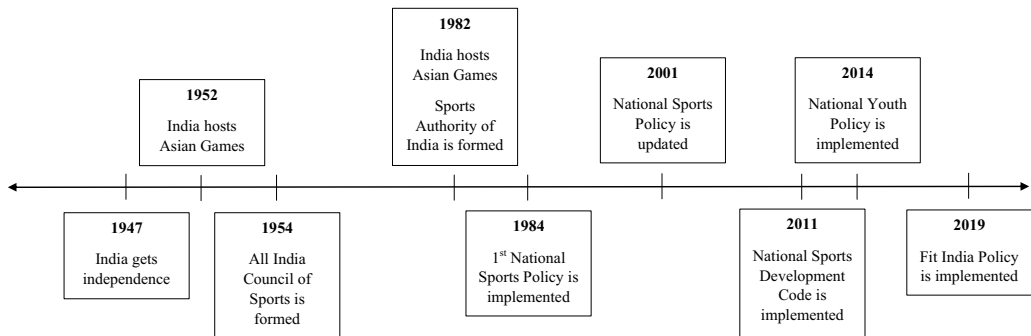 1982
India hosts
Asian Games
Sports
Authority of
India is formed
1952
India hosts
Asian Games
2001
National Sports
Policy is
updated
2014
National Youth
Policy is
implemented
1947
India gets
independence
1954
All India
Council of
Sports is
formed
1984
1st National
Sports Policy is
implemented
2011
National Sports
Development
Code is
implemented
2019
Fit India Policy
is implemented